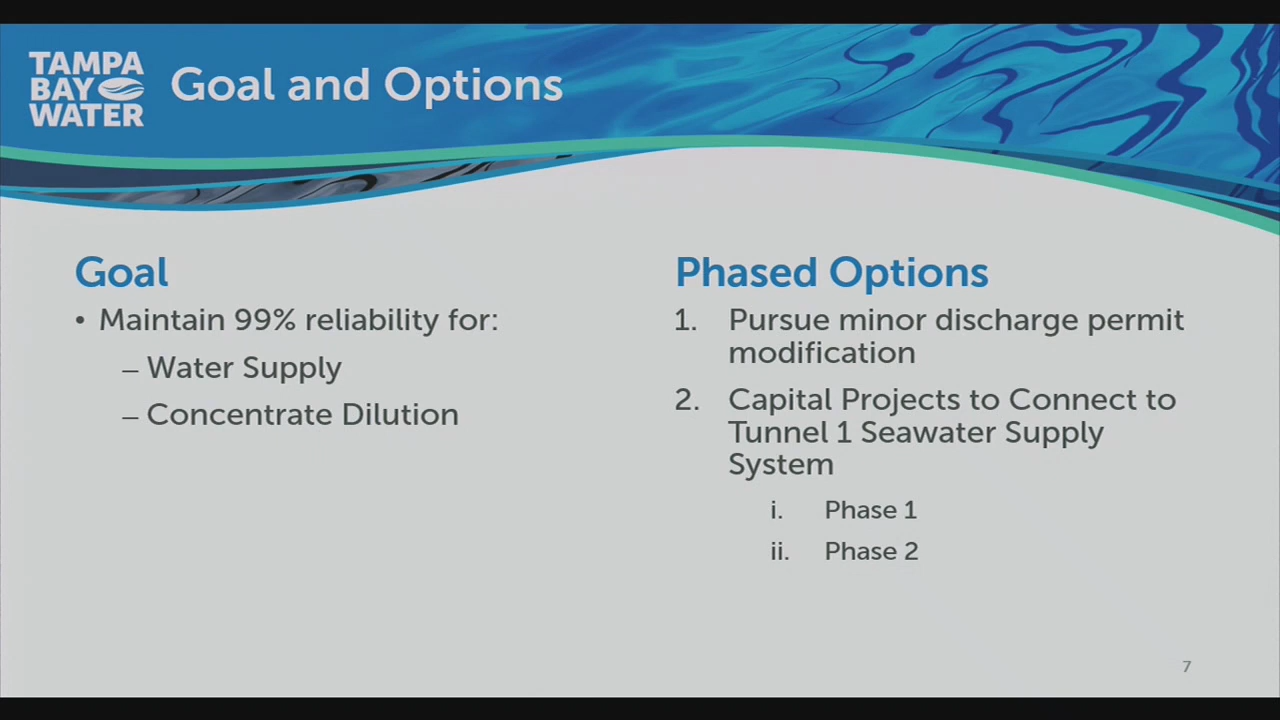 TAMPA
BAY
WATER
Goal and Options
Goal
• Maintain 99% reliability for:
– Water Supply
– Concentrate Dilution
Phased Options
1. Pursue minor discharge permit
modification
2. Capital Projects to Connect to
Tunnel 1 Seawater Supply
System
i. Phase 1
ii. Phase 2
7